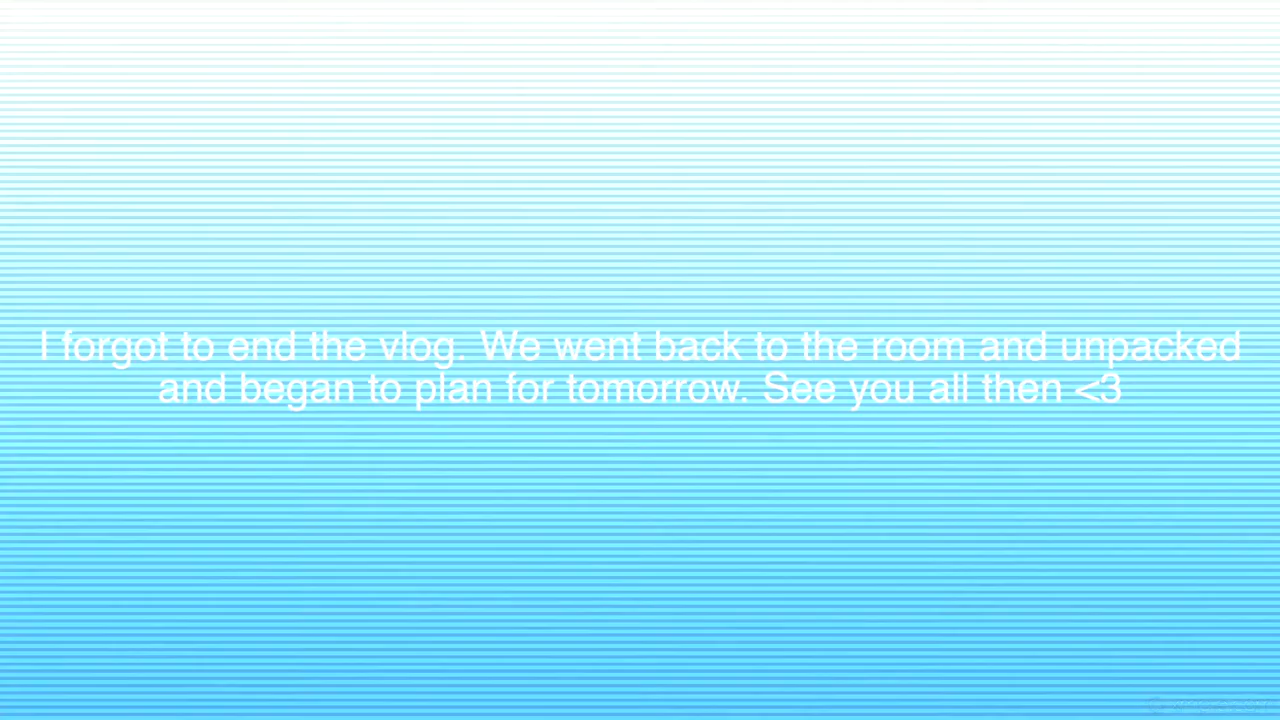 I forgot to end the vlog. We went back to the room and unpacked
and began to plan for tomorrow. See you all then <3